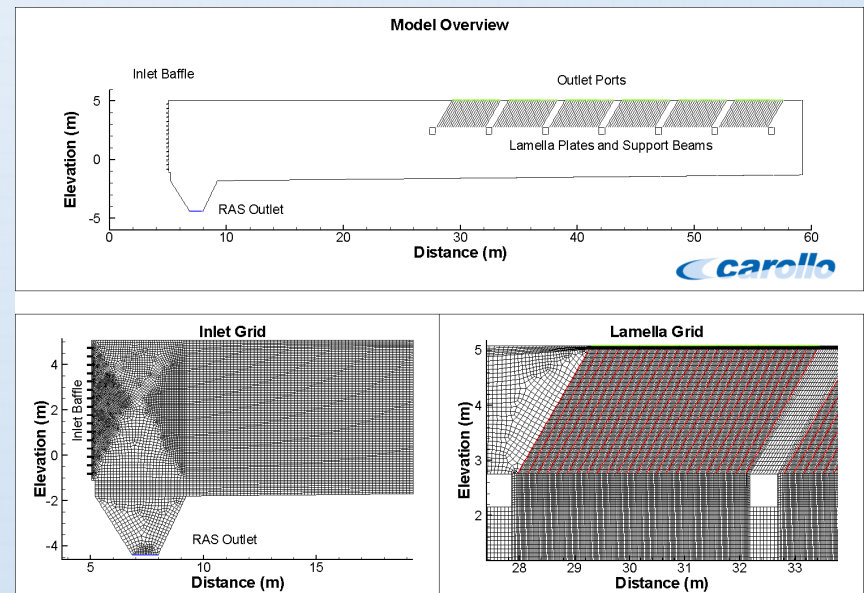 Model Overview
Inlet Baffle
Outlet Ports
5
Elevation (m)
0
Lamella Plates and Support Beams
RAS Outlet
-5
0 10 20 30 40 50 60
Distance (m)
carollo
Inlet Grid
4
Inlet Baffle
2
Elevation (m)
0
-2
RAS Outlet
-4
5 10 15
Distance (m)
Lamella Grid
5
4
Elevation (m)
3
2
28 29 30 31 32 33
Distance (m)